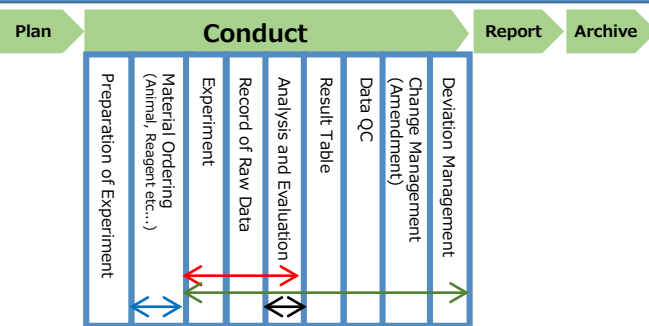 Plan
Conduct
Report
Archive
Preparation of Experiment
Material Ordering
(Animal, Reagent etc...)
Experiment
Record of Raw Data
Analysis and Evaluation
Result Table
Data QC
Change Management
(Amendment)
Deviation Management